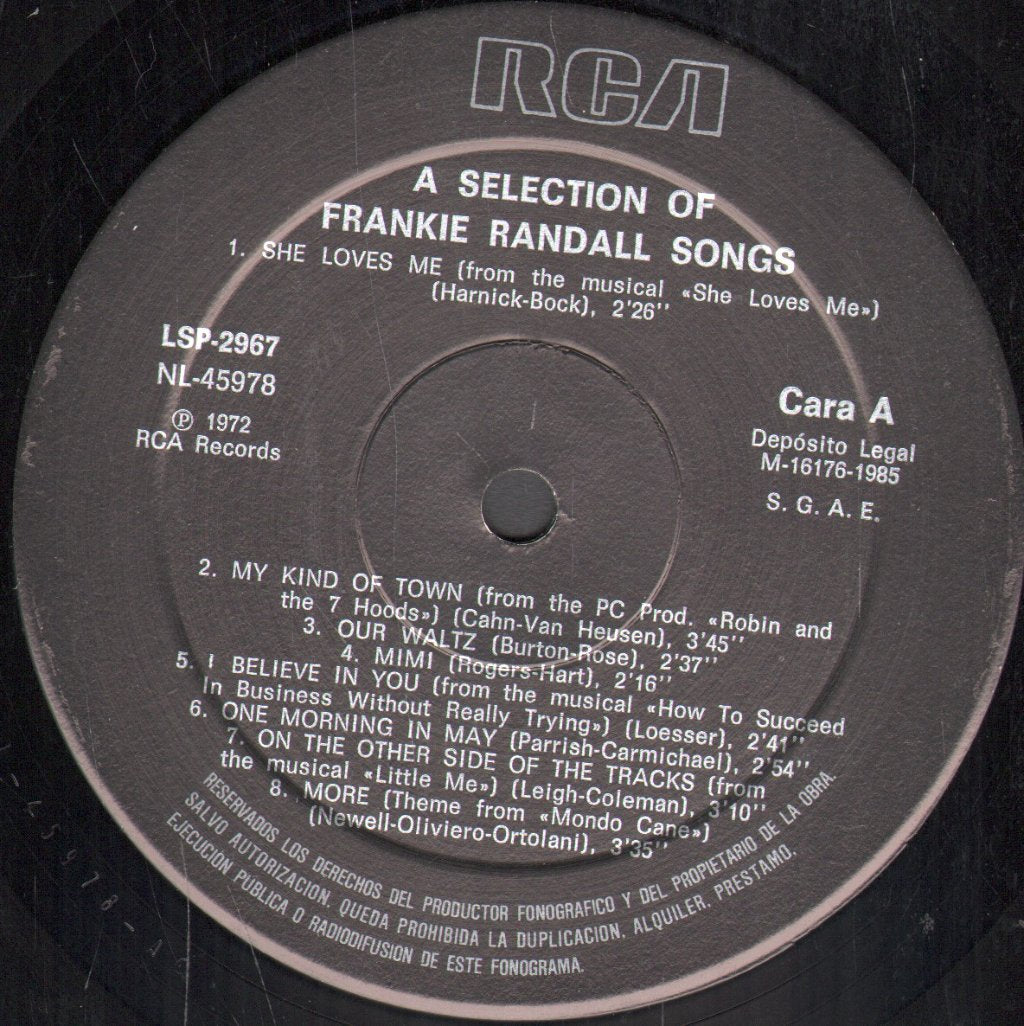 RCA
A SELECTION OF
FRANKIE RANDALL SONGS
1. SHE LOVES ME (from the musical «She Loves Me»)
(Harnick-Bock), 2'26''
LSP-2967
NL-45978
℗ 1972
RCA Records
Cara A
Depósito Legal
M-16176-1985
S. G. A. E.
2. MY KIND OF TOWN (from the PC Prod. «Robin and
the 7 Hoods») (Cahn-Van Heusen), 3'45''
3. OUR WALTZ (Burton-Rose), 2'37''
4. MIMI (Rogers-Hart), 2'16''
5. I BELIEVE IN YOU (from the musical «How To Succeed
In Business Without Really Trying») (Loesser), 2'41''
6. ONE MORNING IN MAY (Parrish-Carmichael), 2'54''
7. ON THE OTHER SIDE OF THE TRACKS (from
the musical «Little Me») (Leigh-Coleman), 3'10''
8. MORE (Theme from «Mondo Cane»)
(Newell-Oliviero-Ortolani), 3'35''
RESERVADOS LOS DERECHOS DEL PRODUCTOR FONOGRAFICO Y DEL PROPIETARIO DE LA OBRA.
SALVO AUTORIZACION, QUEDA PROHIBIDA LA DUPLICACION, ALQUILER, PRESTAMO,
EJECUCION PUBLICA O RADIODIFUSION DE ESTE FONOGRAMA.